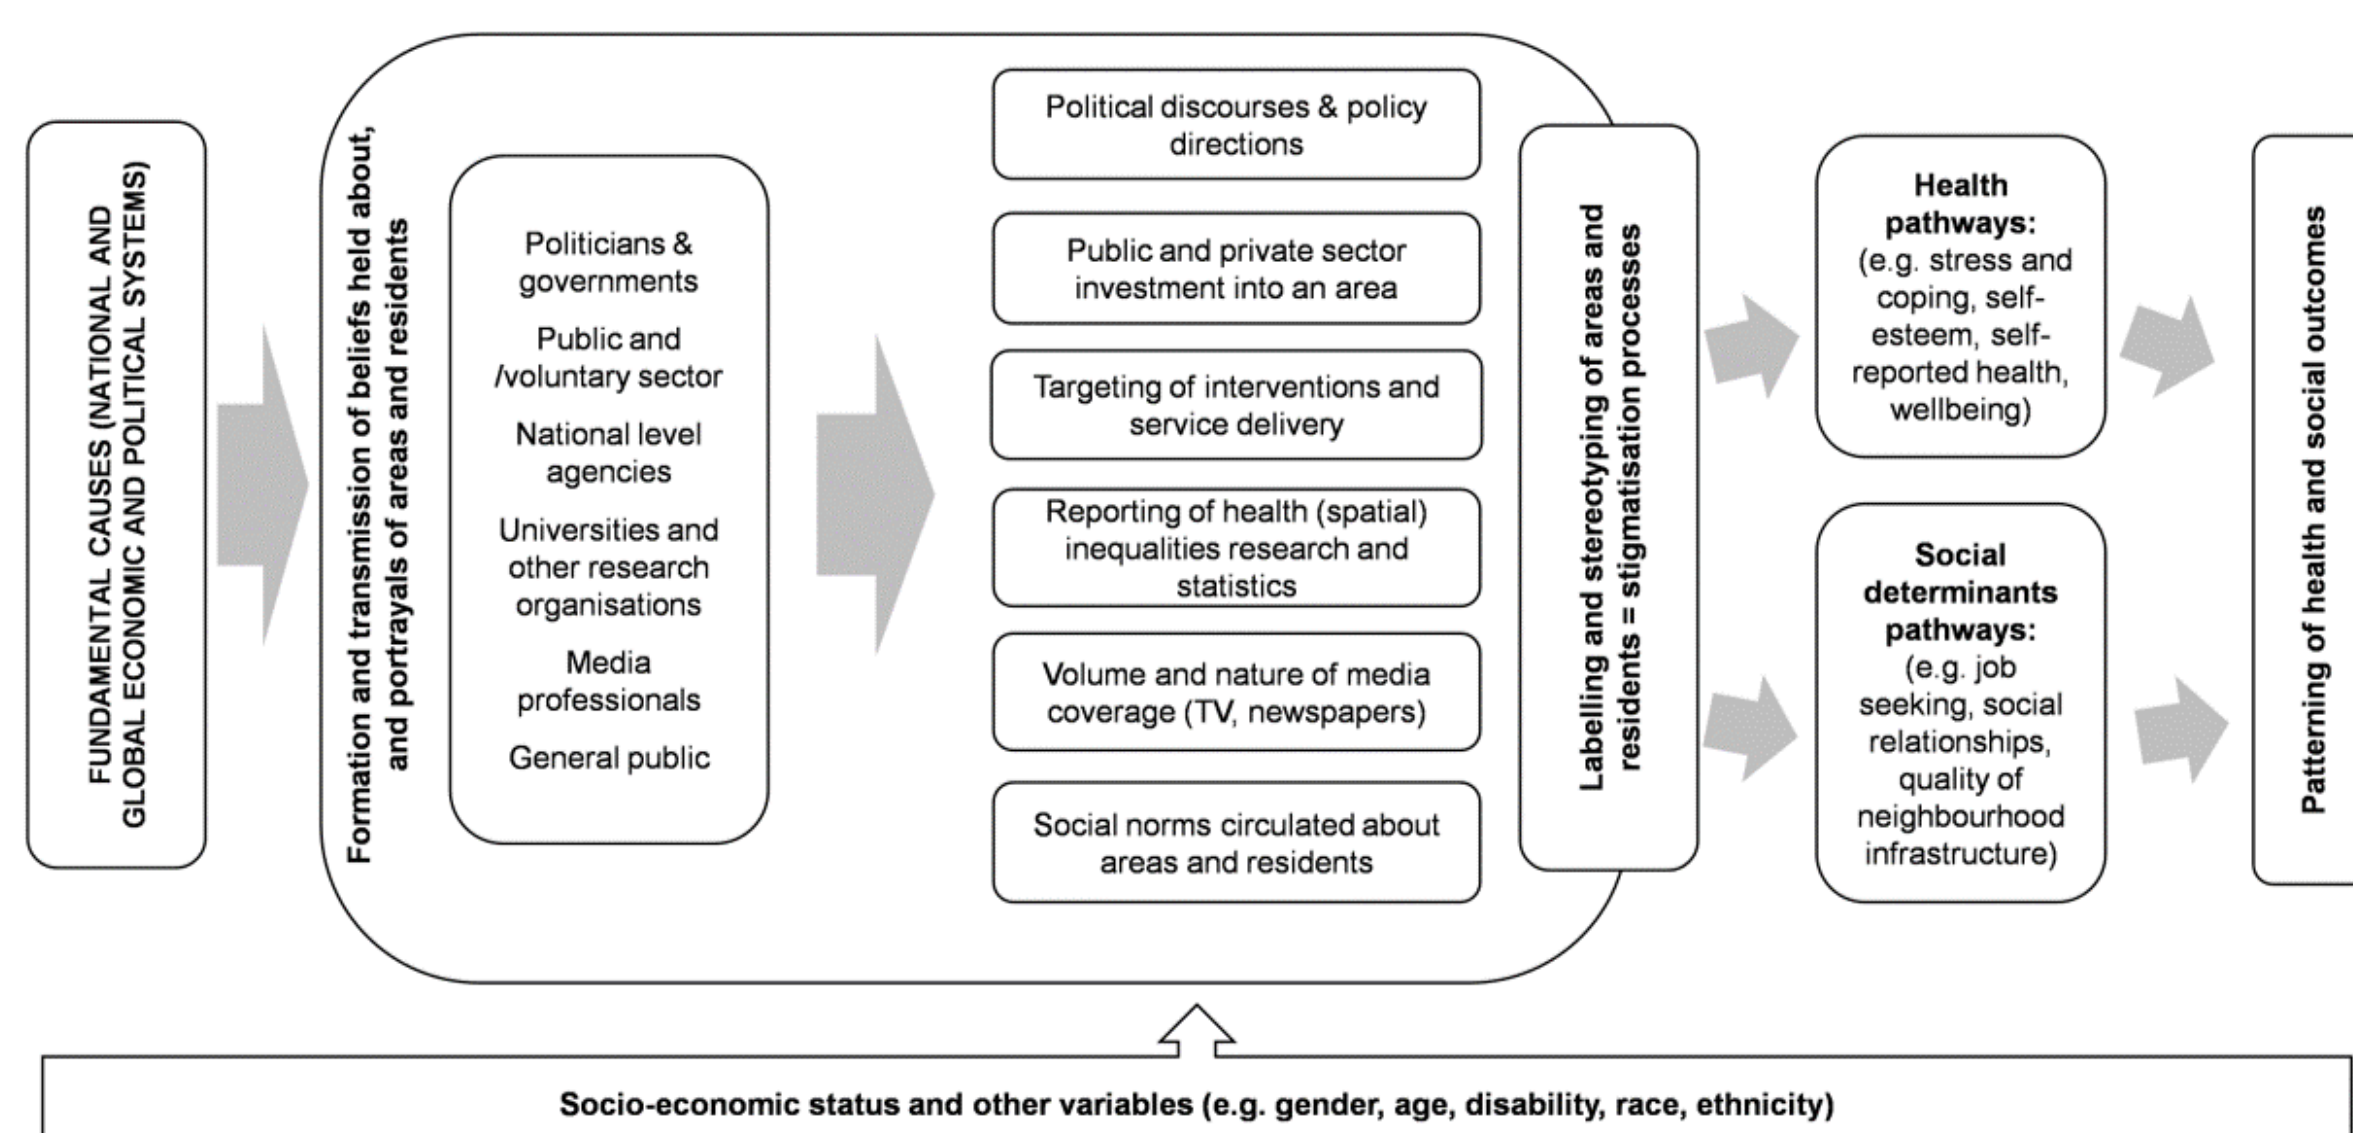 FUNDAMENTAL CAUSES (NATIONAL AND
GLOBAL ECONOMIC AND POLITICAL SYSTEMS)
Formation and transmission of beliefs held about,
and portrayals of areas and residents
Politicians &
governments
Public and
/voluntary sector
National level
agencies
Universities and
other research
organisations
Media
professionals
General public
Political discourses & policy
directions
Public and private sector
investment into an area
Targeting of interventions and
service delivery
Reporting of health (spatial)
inequalities research and
statistics
Volume and nature of media
coverage (TV, newspapers)
Social norms circulated about
areas and residents
Labelling and stereotyping of areas and
residents = stigmatisation processes
Health
pathways:
(e.g. stress and
coping, self-
esteem, self-
reported health,
wellbeing)
Social
determinants
pathways:
(e.g. job
seeking, social
relationships,
quality of
neighbourhood
infrastructure)
Patterning of health and social outcomes
Socio-economic status and other variables (e.g. gender, age, disability, race, ethnicity)